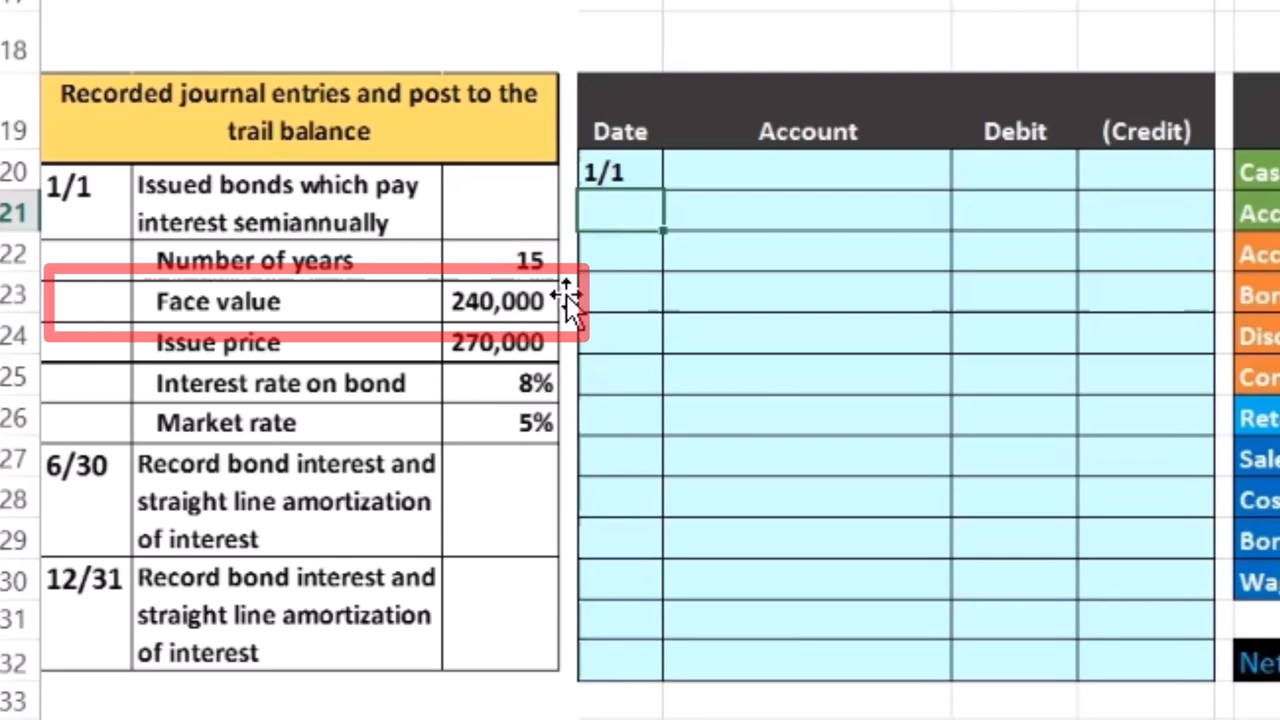 18
Recorded journal entries and post to the
trail balance
19
Date Account Debit (Credit)
20
1/1 Issued bonds which pay
interest semiannually
1/1
21
22
Number of years 15
23
Face value 240,000
24
Issue price 270,000
25
Interest rate on bond 8%
26
Market rate 5%
27
6/30 Record bond interest and
28
straight line amortization
29
of interest
30
12/31 Record bond interest and
31
straight line amortization
32
of interest
33